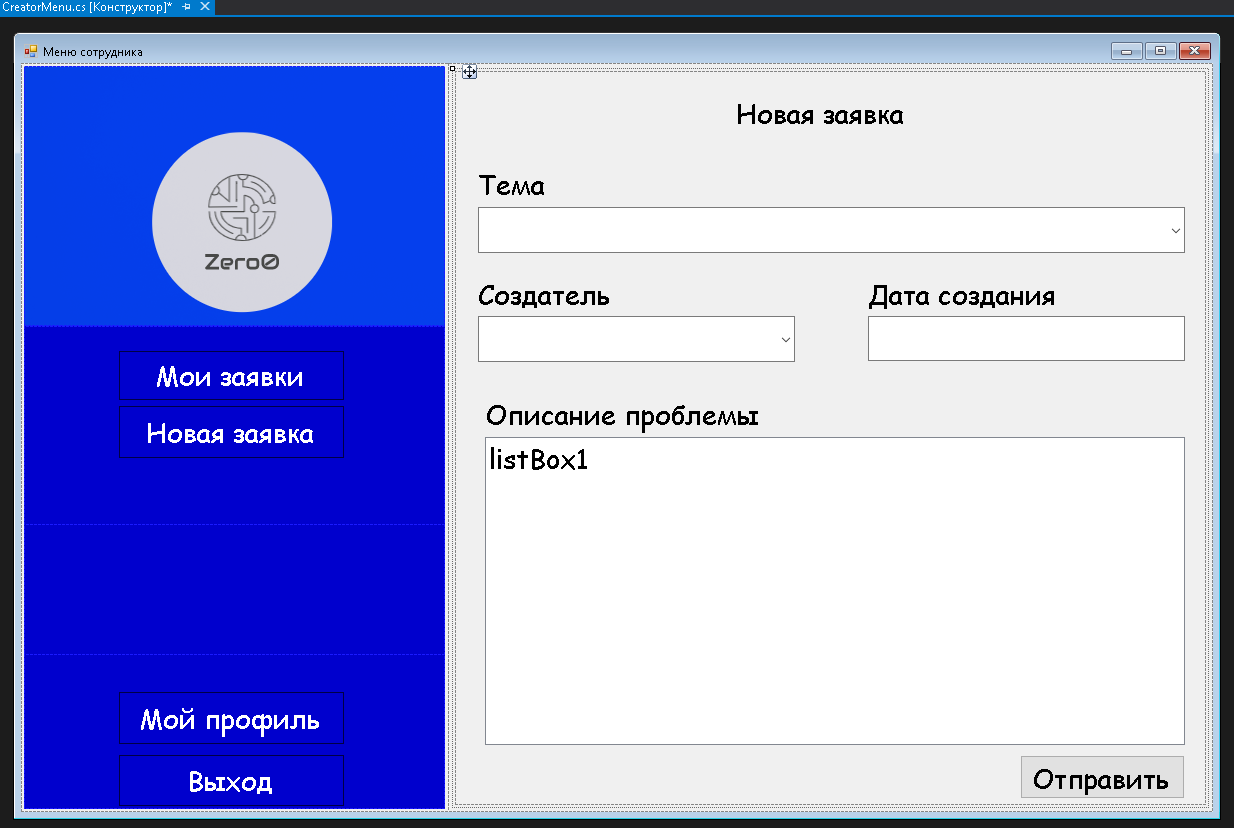 CreatorMenu.cs [Конструктор]*
Меню сотрудника
Zero0
Мои заявки
Новая заявка
Мой профиль
Выход
Новая заявка
Тема
Создатель
Дата создания
Описание проблемы
listBox1
Отправить